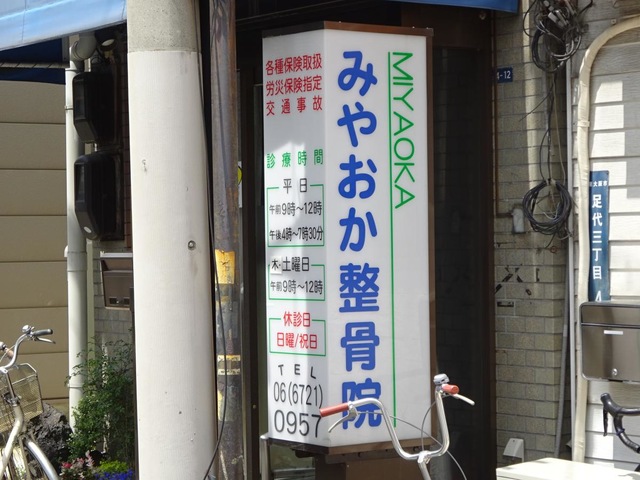 各種保険取扱
労災保険指定
交通事故
診療時間
平日
午前9時〜12時
午後4時〜7時30分
木・土曜日
午前9時〜12時
休診日
日曜/祝日
TEL
06(6721)
0957
みやおか整骨院
MIYAOKA
足代三丁目